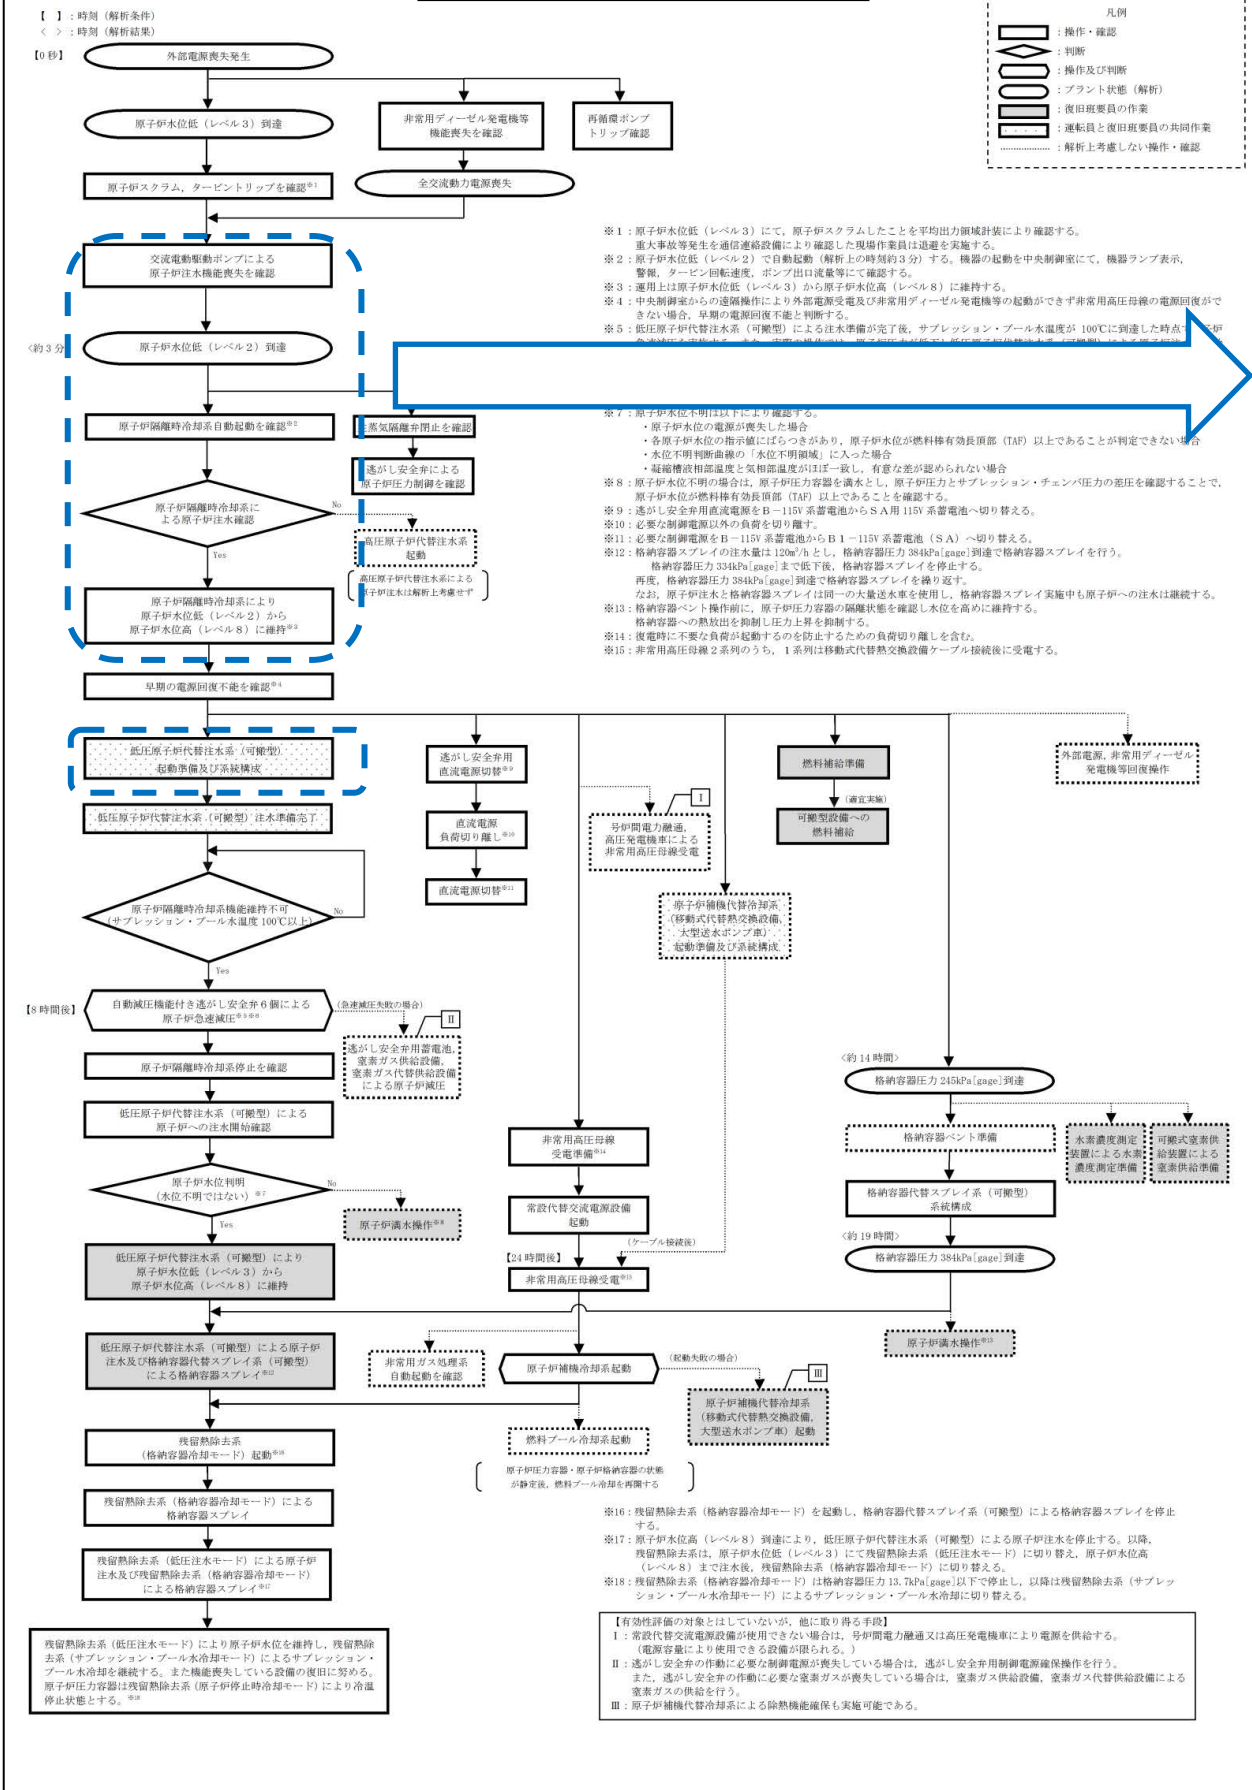 【　】：時刻（解析条件）
〈　〉：時刻（解析結果）
凡例
：操作・確認
：判断
：操作及び判断
：プラント状態（解析）
：復旧班要員の作業
：運転員と復旧班要員の共同作業
：解析上考慮しない操作・確認
【0秒】
外部電源喪失発生
原子炉水位低（レベル３）到達
非常用ディーゼル発電機等
機能喪失を確認
再循環ポンプ
トリップ確認
原子炉スクラム，タービントリップを確認※1
全交流動力電源喪失
交流電動駆動ポンプによる
原子炉注水機能喪失を確認
〈約３分
原子炉水位低（レベル２）到達
原子炉隔離時冷却系自動起動を確認※2
主蒸気隔離弁閉止を確認
逃がし安全弁による
原子炉圧力制御を確認
原子炉隔離時冷却系に
よる原子炉注水確認
No
Yes
高圧原子炉代替注水系
起動
高圧原子炉代替注水系による
原子炉注水は解析上考慮せず
原子炉隔離時冷却系により
原子炉水位低（レベル２）から
原子炉水位高（レベル８）に維持※3
早期の電源回復不能を確認※4
※１：原子炉水位低（レベル３）にて，原子炉スクラムしたことを平均出力領域計装により確認する。
重大事故等発生を通信連絡設備により確認した現場作業員は退避を実施する。
※２：原子炉水位低（レベル２）で自動起動（解析上の時刻約３分）する。機器の起動を中央制御室にて，機器ランプ表示，
警報，タービン回転速度，ポンプ出口流量等にて確認する。
※３：運用上は原子炉水位低（レベル３）から原子炉水位高（レベル８）に維持する。
※４：中央制御室からの遠隔操作により外部電源受電及び非常用ディーゼル発電機等の起動ができず非常用高圧母線の電源回復がで
きない場合，早期の電源回復不能と判断する。
※５：低圧原子炉代替注水系（可搬型）による注水準備が完了後，サプレッション・プール水温度が 100℃に到達した時点で
※７：原子炉水位不明は以下により確認する。
・原子炉水位の電源が喪失した場合
・各原子炉水位の指示値にばらつきがあり，原子炉水位が燃料棒有効長頂部（TAF）以上であることが判定できない場合
・水位不明判断曲線の「水位不明領域」に入った場合
・凝縮槽液相部温度と気相部温度がほぼ一致し，有意な差が認められない場合
※８：原子炉水位不明の場合は，原子炉圧力容器を満水とし，原子炉圧力とサプレッション・チェンバ圧力の差圧を確認することで，
原子炉水位が燃料棒有効長頂部（TAF）以上であることを確認する。
※９：逃がし安全弁用直流電源をＢ－115V 系蓄電池からＳＡ用 115V 系蓄電池へ切り替える。
※10：必要な制御電源以外の負荷を切り離す。
※11：必要な制御電源をＢ－115V 系蓄電池からＢ１－115V 系蓄電池（ＳＡ）へ切り替える。
※12：格納容器スプレイの注水量は 120m³/h とし，格納容器圧力 384kPa[gage]到達で格納容器スプレイを行う。
格納容器圧力 334kPa[gage]まで低下後，格納容器スプレイを停止する。
再度，格納容器圧力 384kPa[gage]到達で格納容器スプレイを繰り返す。
なお，原子炉注水と格納容器スプレイは同一の大量送水車を使用し，格納容器スプレイ実施中も原子炉への注水は継続する。
※13：格納容器ベント操作前に，原子炉圧力容器の隔離状態を確認し水位を高めに維持する。
格納容器への熱放出を抑制し圧力上昇を抑制する。
※14：復電時に不要な負荷が起動するのを防止するための負荷切り離しを含む。
※15：非常用高圧母線２系列のうち，１系列は移動式代替熱交換設備ケーブル接続後に受電する。
低圧原子炉代替注水系（可搬型）
起動準備及び系統構成
低圧原子炉代替注水系（可搬型）注水準備完了
逃がし安全弁用
直流電源切替※9
直流電源
負荷切り離し※10
直流電源切替※11
Ⅰ
号炉間電力融通，
高圧発電機車による
非常用高圧母線受電
燃料補給準備
（適宜実施）
可搬型設備への
燃料補給
外部電源，非常用ディーゼル
発電機等回復操作
原子炉補機代替冷却系
（移動式代替熱交換設備，
大型送水ポンプ車）
起動準備及び系統構成
原子炉隔離時冷却系機能維持不可
（サプレッション・プール水温度 100℃以上）
No
Yes
【8時間後】
自動減圧機能付き逃がし安全弁６個による
原子炉急速減圧※5※6
（急速減圧失敗の場合）
Ⅱ
逃がし安全弁用蓄電池，
窒素ガス供給設備，
窒素ガス代替供給設備
による原子炉減圧
原子炉隔離時冷却系停止を確認
低圧原子炉代替注水系（可搬型）による
原子炉への注水開始確認
原子炉水位判明
（水位不明ではない）※7
No
Yes
原子炉満水操作※8
低圧原子炉代替注水系（可搬型）により
原子炉水位低（レベル３）から
原子炉水位高（レベル８）に維持
非常用高圧母線
受電準備※14
常設代替交流電源設備
起動
（ケーブル接続後）
【24時間後】
非常用高圧母線受電※15
〈約14時間〉
格納容器圧力 245kPa[gage]到達
格納容器ベント準備
水素濃度測定
装置による水素
濃度測定準備
可搬式窒素供
給装置による
窒素供給準備
格納容器代替スプレイ系（可搬型）
系統構成
〈約19時間〉
格納容器圧力 384kPa[gage]到達
原子炉満水操作※13
低圧原子炉代替注水系（可搬型）による原子炉
注水及び格納容器代替スプレイ系（可搬型）
による格納容器スプレイ※12
非常用ガス処理系
自動起動を確認
原子炉補機冷却系起動
（起動失敗の場合）
Ⅲ
原子炉補機代替冷却系
（移動式代替熱交換設備，
大型送水ポンプ車）起動
燃料プール冷却系起動
原子炉圧力容器・原子炉格納容器の状態
が静定後，燃料プール冷却を再開する
残留熱除去系
（格納容器冷却モード）起動※16
残留熱除去系（格納容器冷却モード）による
格納容器スプレイ
残留熱除去系（低圧注水モード）による原子炉
注水及び残留熱除去系（格納容器冷却モード）
による格納容器スプレイ※17
残留熱除去系（低圧注水モード）により原子炉水位を維持し，残留熱除
去系（サプレッション・プール水冷却モード）によるサプレッション・
プール水冷却を継続する。また機能喪失している設備の復旧に努める。
原子炉圧力容器は残留熱除去系（原子炉停止時冷却モード）により冷温
停止状態とする。※18
※16：残留熱除去系（格納容器冷却モード）を起動し，格納容器代替スプレイ系（可搬型）による格納容器スプレイを停止
する。
※17：原子炉水位高（レベル８）到達により，低圧原子炉代替注水系（可搬型）による原子炉注水を停止する。以降，
残留熱除去系は，原子炉水位低（レベル３）にて残留熱除去系（低圧注水モード）に切り替え，原子炉水位高
（レベル８）まで注水後，残留熱除去系（格納容器冷却モード）に切り替える。
※18：残留熱除去系（格納容器冷却モード）は格納容器圧力 13.7kPa[gage]以下で停止し，以降は残留熱除去系（サプレッ
ション・プール水冷却モード）によるサプレッション・プール水冷却に切り替える。
【有効性評価の対象とはしていないが，他に取り得る手段】
Ⅰ：常設代替交流電源設備が使用できない場合は，号炉間電力融通又は高圧発電機車により電源を供給する。
（電源容量により使用できる設備が限られる。）
Ⅱ：逃がし安全弁の作動に必要な制御電源が喪失している場合は，逃がし安全弁用制御電源確保操作を行う。
また，逃がし安全弁の作動に必要な窒素ガスが喪失している場合は，窒素ガス供給設備，窒素ガス代替供給設備による
窒素ガスの供給を行う。
Ⅲ：原子炉補機代替冷却系による除熱機能確保も実施可能である。